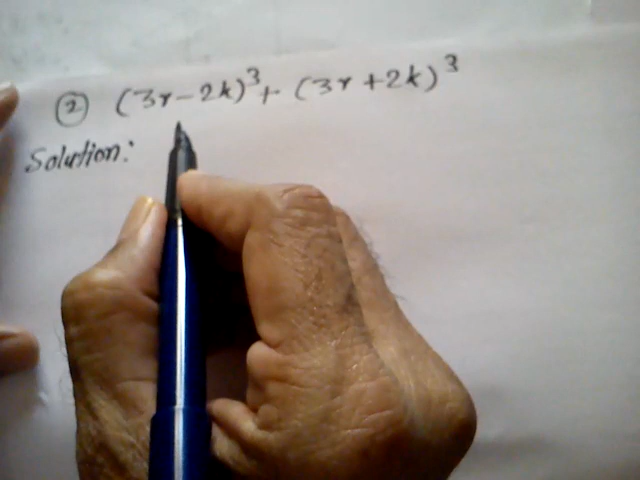 ② (3r-2k)³+ (3r+2k)³
Solution: